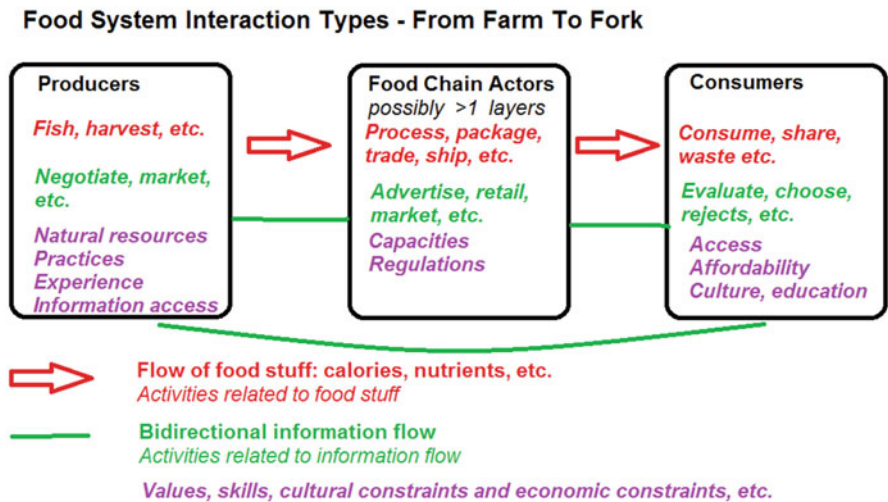 Food System Interaction Types - From Farm To Fork
Producers
Fish, harvest, etc.
Negotiate, market,
etc.
Natural resources
Practices
Experience
Information access
Food Chain Actors
possibly >1 layers
Process, package,
trade, ship, etc.
Advertise, retail,
market, etc.
Capacities
Regulations
Consumers
Consume, share,
waste etc.
Evaluate, choose,
rejects, etc.
Access
Affordability
Culture, education
Flow of food stuff: calories, nutrients, etc.
Activities related to food stuff
Bidirectional information flow
Activities related to information flow
Values, skills, cultural constraints and economic constraints, etc.